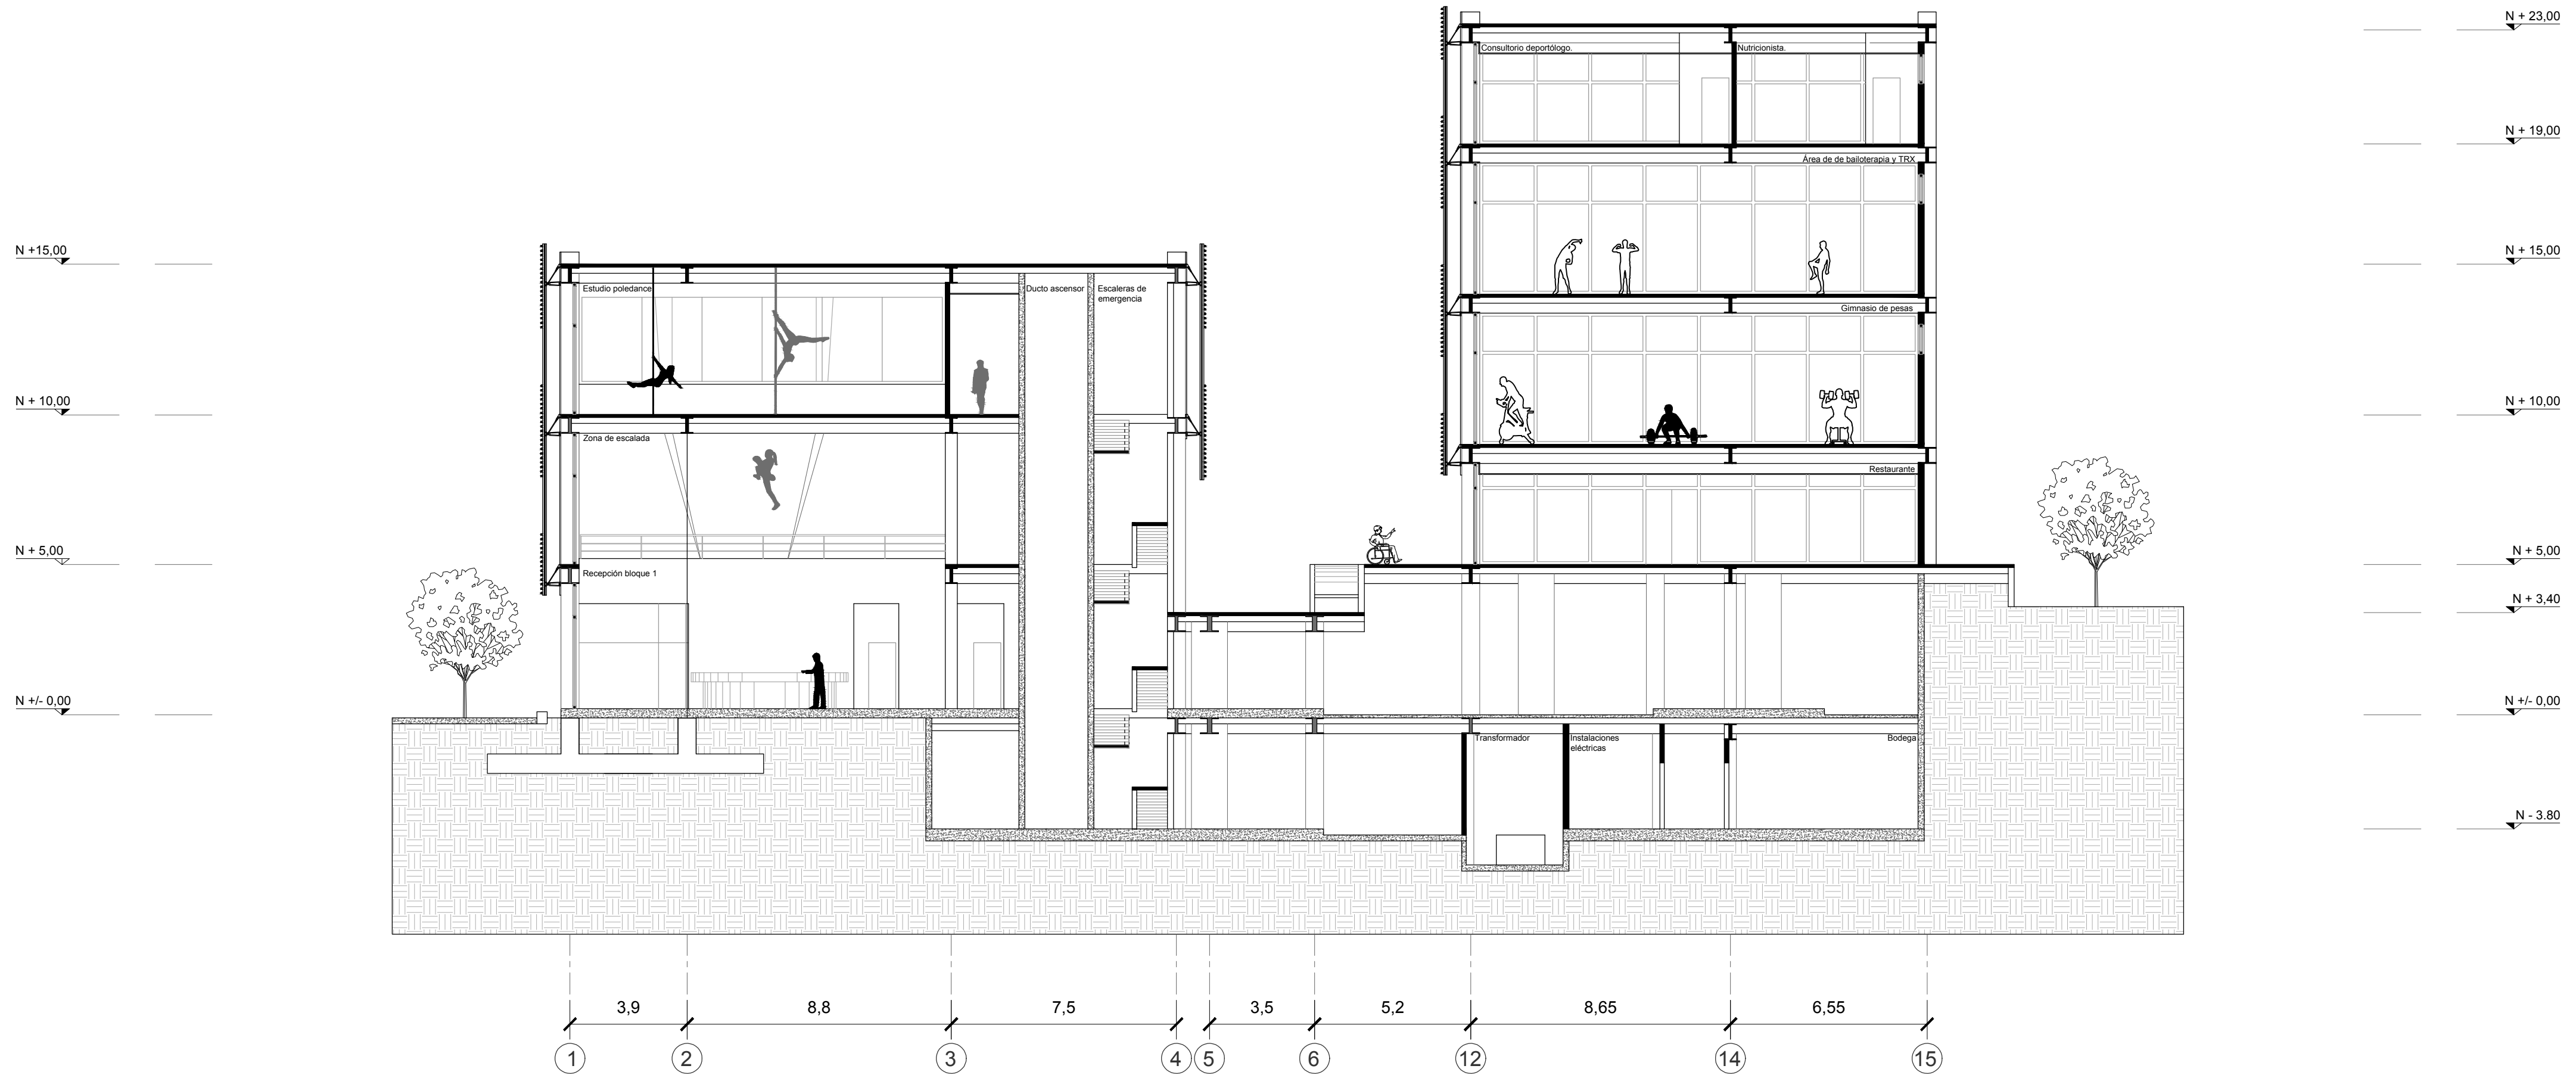 N + 23,00
Consultorio deportólogo.
Nutricionista.
N + 19,00
Área de de bailoterapia y TRX
N +15,00
N + 15,00
Estudio poledance
Ducto ascensor
Escaleras de
emergencia
Gimnasio de pesas
N + 10,00
N + 10,00
Zona de escalada
Restaurante
N + 5,00
N + 5,00
Recepción bloque 1
N + 3,40
N +/- 0,00
N +/- 0,00
Transformador
Instalaciones
eléctricas
Bodega
N - 3.80
3,9
8,8
7,5
3,5
5,2
8,65
6,55
1
2
3
4
5
6
12
14
15